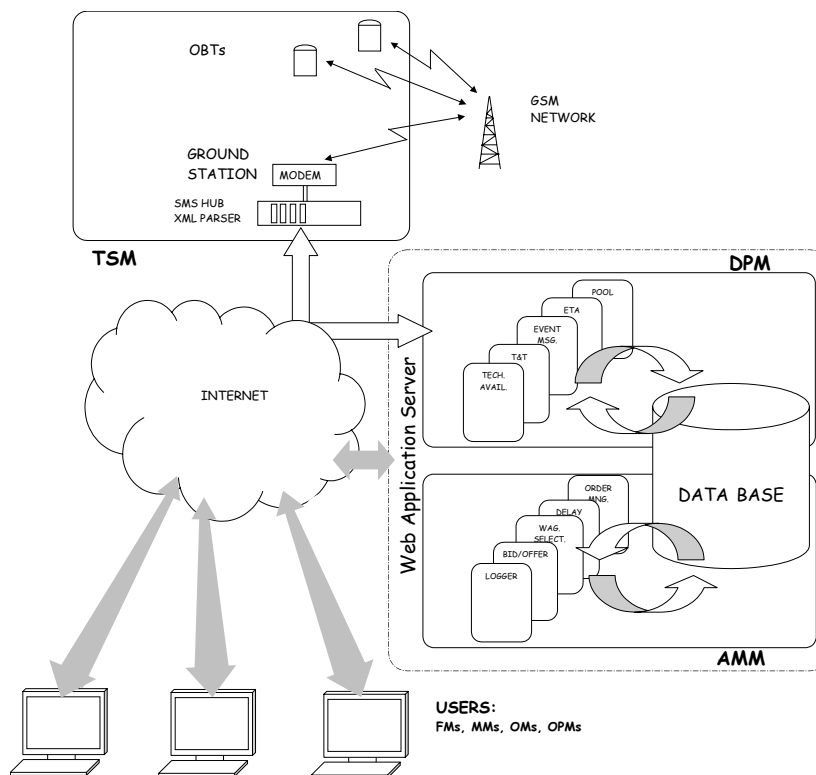 OBTs
GSM
NETWORK
GROUND
STATION
MODEM
SMS HUB
XML PARSER
TSM
DPM
POOL
ETA
EVENT
MSG.
T&T
TECH.
AVAIL.
INTERNET
Web Application Server
DATA BASE
ORDER
MNG.
DELAY
WAG.
SELECT.
BID/OFFER
LOGGER
AMM
USERS:
FMs, MMs, OMs, OPMs